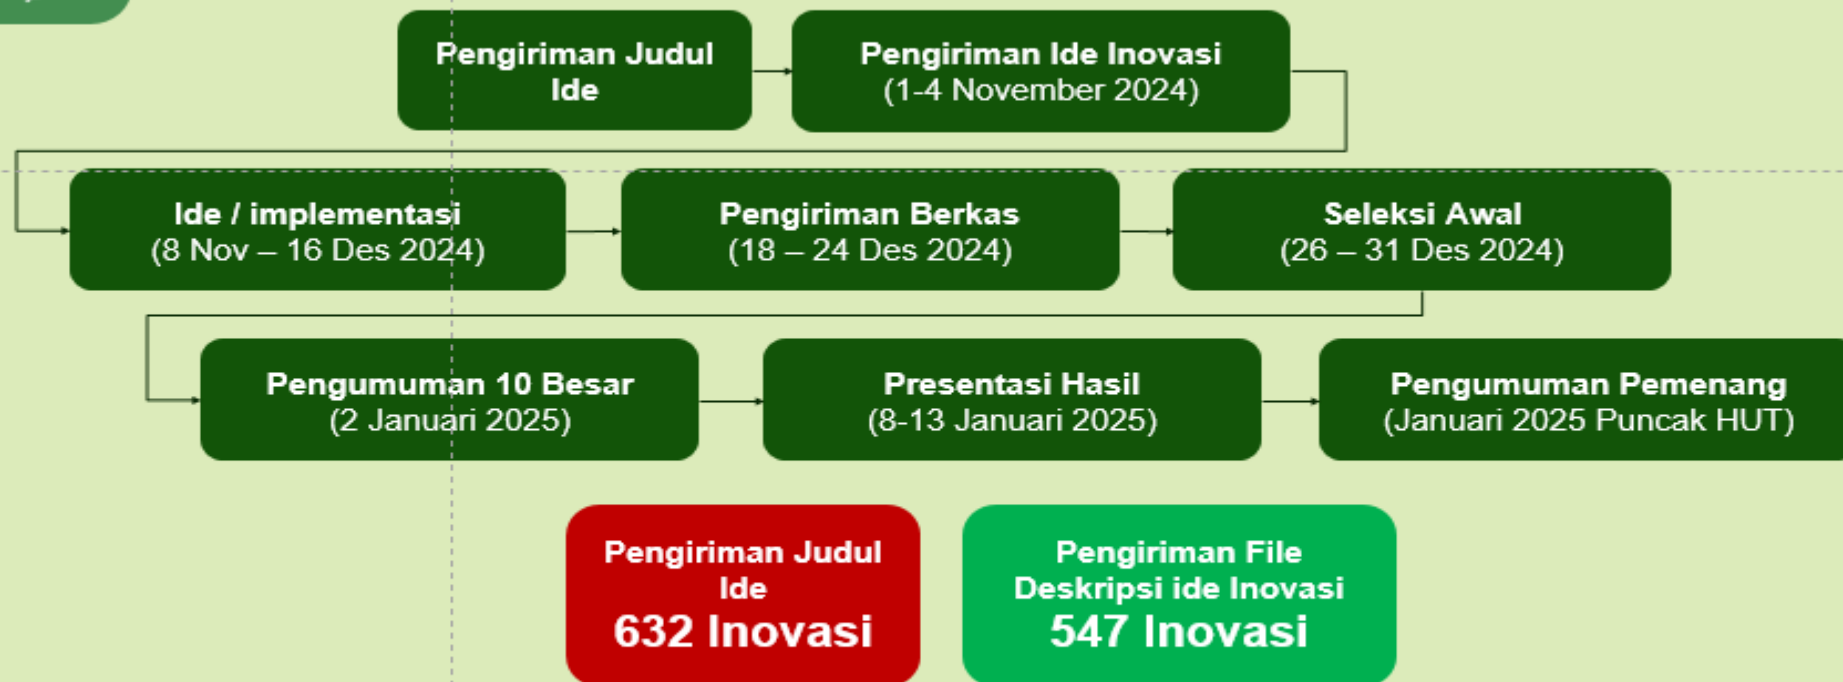 Pengiriman Judul
Ide
Pengiriman Ide Inovasi
(1-4 November 2024)
Ide / implementasi
(8 Nov – 16 Des 2024)
Pengiriman Berkas
(18 – 24 Des 2024)
Seleksi Awal
(26 – 31 Des 2024)
Pengumuman 10 Besar
(2 Januari 2025)
Presentasi Hasil
(8-13 Januari 2025)
Pengumuman Pemenang
(Januari 2025 Puncak HUT)
Pengiriman Judul
Ide
632 Inovasi
Pengiriman File
Deskripsi ide Inovasi
547 Inovasi